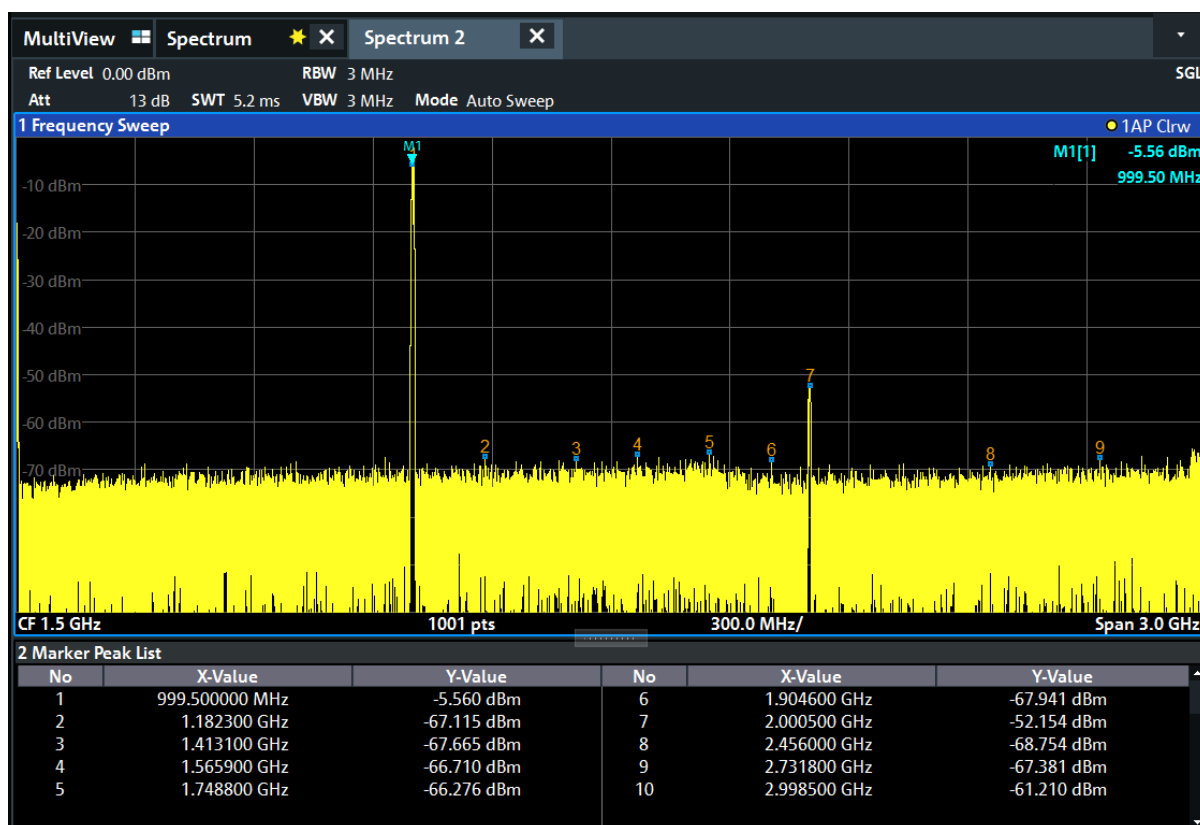 MultiView Spectrum Spectrum 2
Ref Level 0.00 dBm RBW 3 MHz SGL
Att 13 dB SWT 5.2 ms VBW 3 MHz Mode Auto Sweep
1 Frequency Sweep 1AP Clrw
M1
M1[1] -5.56 dBm
999.50 MHz
-10 dBm
-20 dBm
-30 dBm
-40 dBm
-50 dBm
7
-60 dBm
2 3 4 5 6 8 9
-70 dBm
CF 1.5 GHz 1001 pts 300.0 MHz/ Span 3.0 GHz
2 Marker Peak List
No X-Value Y-Value No X-Value Y-Value
1 999.500000 MHz -5.560 dBm 6 1.904600 GHz -67.941 dBm
2 1.182300 GHz -67.115 dBm 7 2.000500 GHz -52.154 dBm
3 1.413100 GHz -67.665 dBm 8 2.456000 GHz -68.754 dBm
4 1.565900 GHz -66.710 dBm 9 2.731800 GHz -67.381 dBm
5 1.748800 GHz -66.276 dBm 10 2.998500 GHz -61.210 dBm